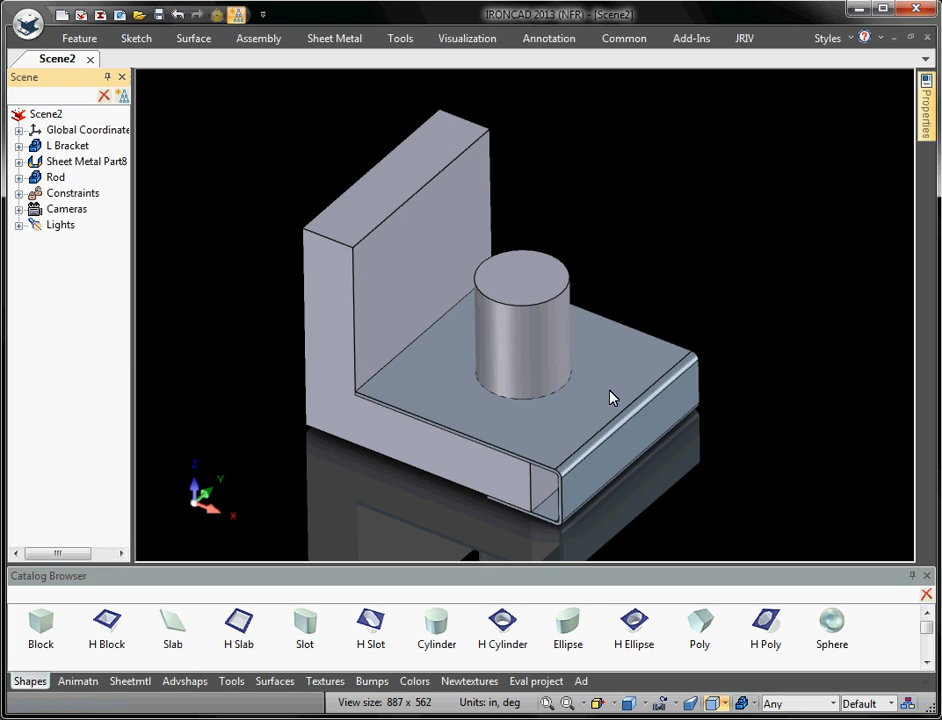 IRONCAD 2013 (NFR) - [Scene2]
Feature Sketch Surface Assembly Sheet Metal Tools Visualization Annotation Common Add-Ins JRIV Styles
Scene2
Scene
Properties
Scene2
Global Coordinate
L Bracket
Sheet Metal Part8
Rod
Constraints
Cameras
Lights
Z
Y
X
Catalog Browser
Block H Block Slab H Slab Slot H Slot Cylinder H Cylinder Ellipse H Ellipse Poly H Poly Sphere
Shapes Animatn Sheetmtl Advshaps Tools Surfaces Textures Bumps Colors Newtextures Eval project Ad
View size: 887 x 562 Units: in, deg Any Default